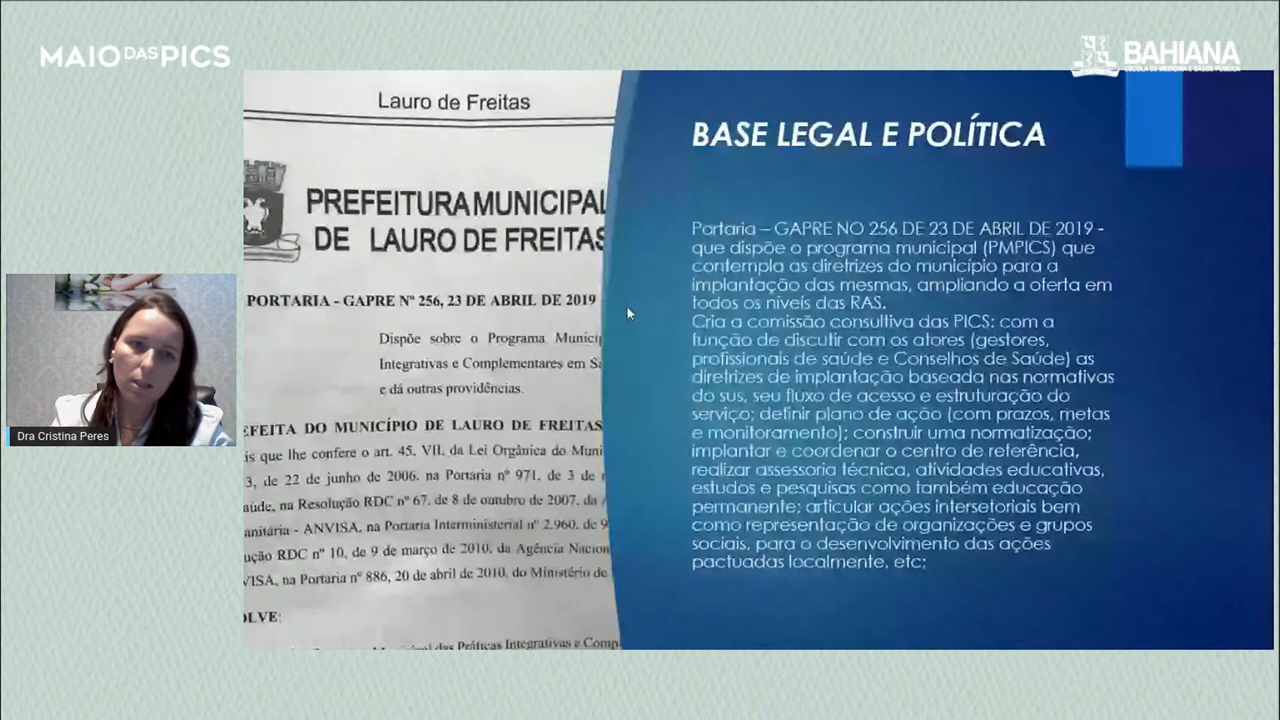 MAIO DAS PICS
BAHIANA
ESCOLA DE MEDICINA E SAÚDE PÚBLICA
Lauro de Freitas
PREFEITURA MUNICIPAL
DE LAURO DE FREITAS
PORTARIA - GAPRE Nº 256, 23 DE ABRIL DE 2019
Dispõe sobre o Programa Municip
Integrativas e Complementares em Sa
e dá outras providências.
EFEITA DO MUNICÍPIO DE LAURO DE FREITAS
is que lhe confere o art. 45, VII, da Lei Orgânica do Muni
3, de 22 de junho de 2006, na Portaria nº 971, de 3 de
aúde, na Resolução RDC nº 67, de 8 de outubro de 2007, da
anitária - ANVISA, na Portaria Interministerial nº 2.960, de 9
ução RDC nº 10, de 9 de março de 2010, da Agência Nacion
VISA, na Portaria nº 886, 20 de abril de 2010, do Ministério de
OLVE:
das Práticas Integrativas e Comp
BASE LEGAL E POLÍTICA
Portaria – GAPRE NO 256 DE 23 DE ABRIL DE 2019 -
que dispõe o programa municipal (PMPICS) que
contempla as diretrizes do município para a
implantação das mesmas, ampliando a oferta em
todos os níveis das RAS.
Cria a comissão consultiva das PICS: com a
função de discutir com os atores (gestores,
profissionais de saúde e Conselhos de Saúde) as
diretrizes de implantação baseada nas normativas
do sus, seu fluxo de acesso e estruturação do
serviço; definir plano de ação (com prazos, metas
e monitoramento); construir uma normatização;
implantar e coordenar o centro de referência,
realizar assessoria técnica, atividades educativas,
estudos e pesquisas como também educação
permanente; articular ações intersetoriais bem
como representação de organizações e grupos
sociais, para o desenvolvimento das ações
pactuadas localmente, etc;
Dra Cristina Peres